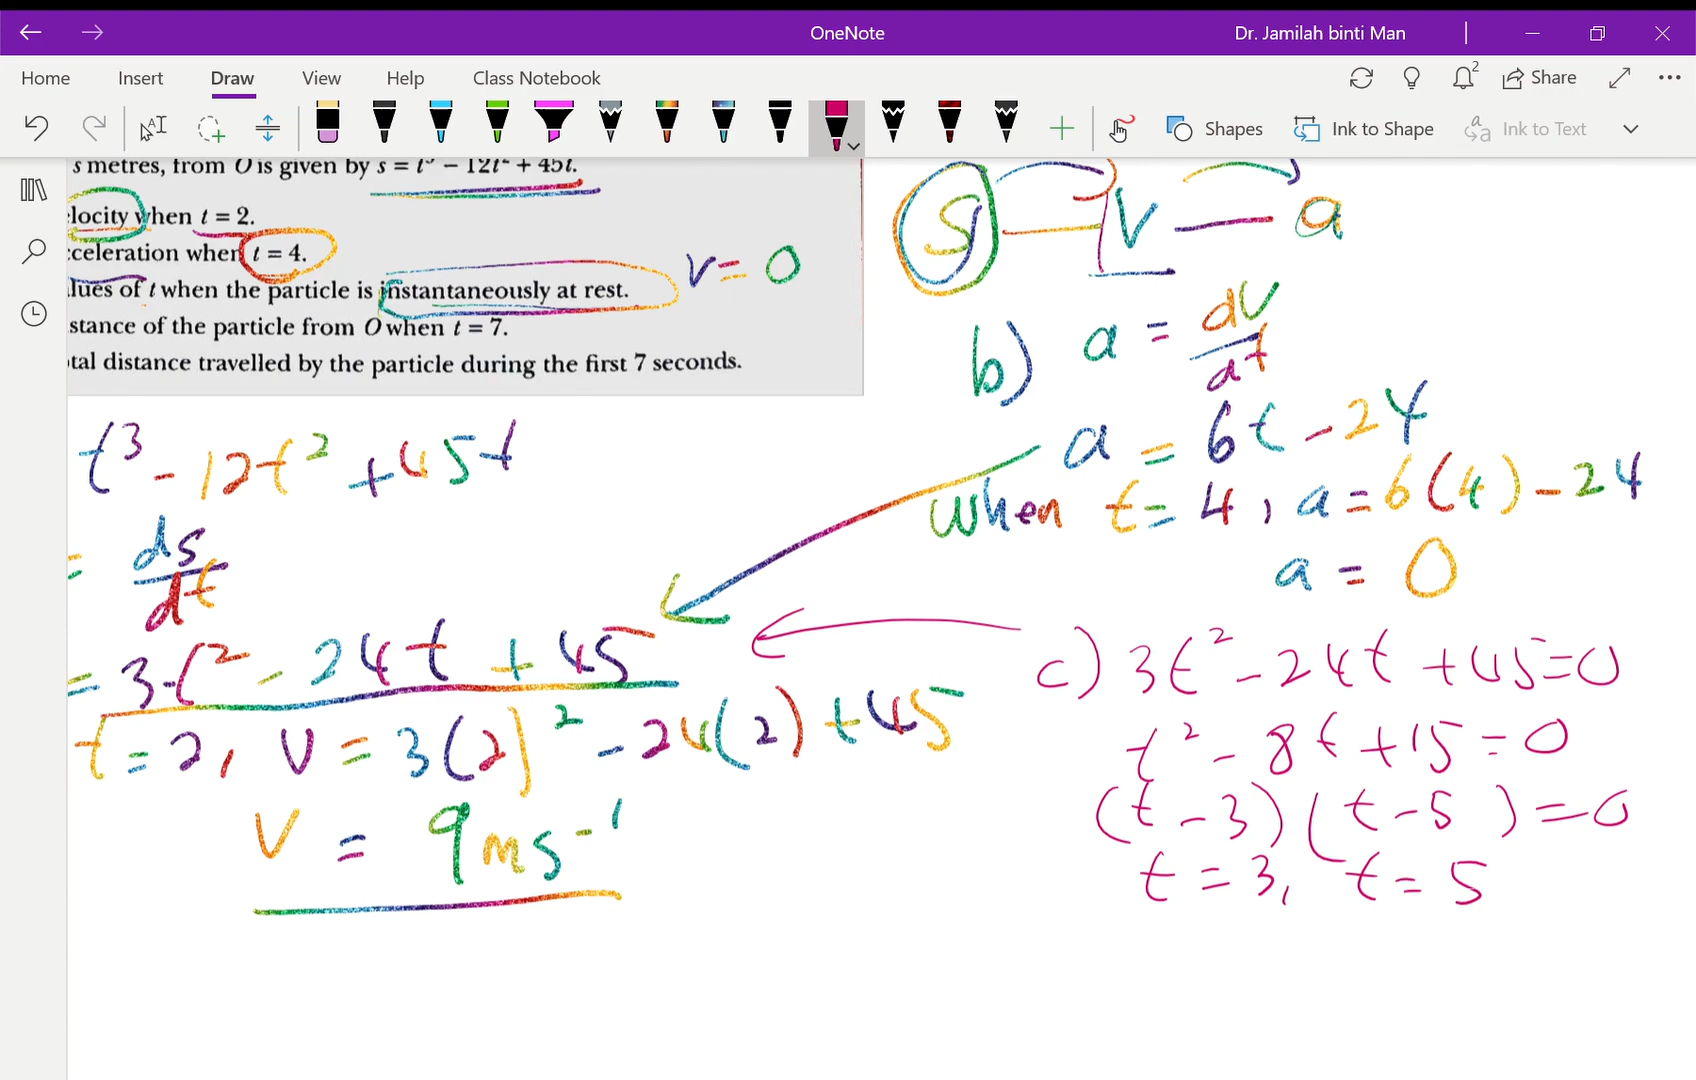 OneNote
Dr. Jamilah binti Man
Home Insert Draw View Help Class Notebook
2
Share
Shapes
Ink to Shape
Ink to Text
s metres, from O is given by s = t³ − 12t² + 45t.
locity when t = 2.
celeration when t = 4.
lues of t when the particle is instantaneously at rest.
stance of the particle from O when t = 7.
tal distance travelled by the particle during the first 7 seconds.
v = 0
S — V — a
t³ - 12t² + 45t
= ds/dt
= 3t² - 24t + 45
t = 2, V = 3(2)² - 24(2) + 45
V = 9ms⁻¹
b) a = dv/dt
a = 6t - 24
when t = 4, a = 6(4) - 24
a = 0
c) 3t² - 24t + 45 = 0
t² - 8t + 15 = 0
(t - 3)(t - 5) = 0
t = 3, t = 5